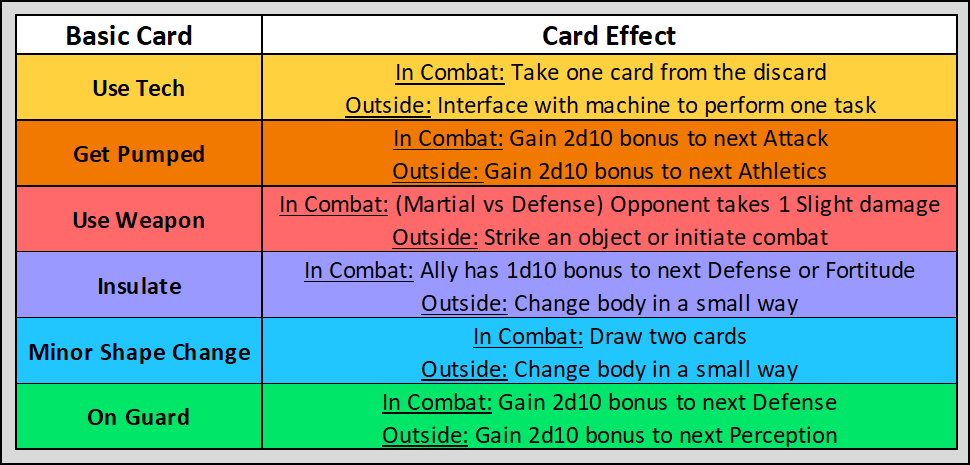 Basic Card
Card Effect
Use Tech
In Combat: Take one card from the discard
Outside: Interface with machine to perform one task
Get Pumped
In Combat: Gain 2d10 bonus to next Attack
Outside: Gain 2d10 bonus to next Athletics
Use Weapon
In Combat: (Martial vs Defense) Opponent takes 1 Slight damage
Outside: Strike an object or initiate combat
Insulate
In Combat: Ally has 1d10 bonus to next Defense or Fortitude
Outside: Change body in a small way
Minor Shape Change
In Combat: Draw two cards
Outside: Change body in a small way
On Guard
In Combat: Gain 2d10 bonus to next Defense
Outside: Gain 2d10 bonus to next Perception